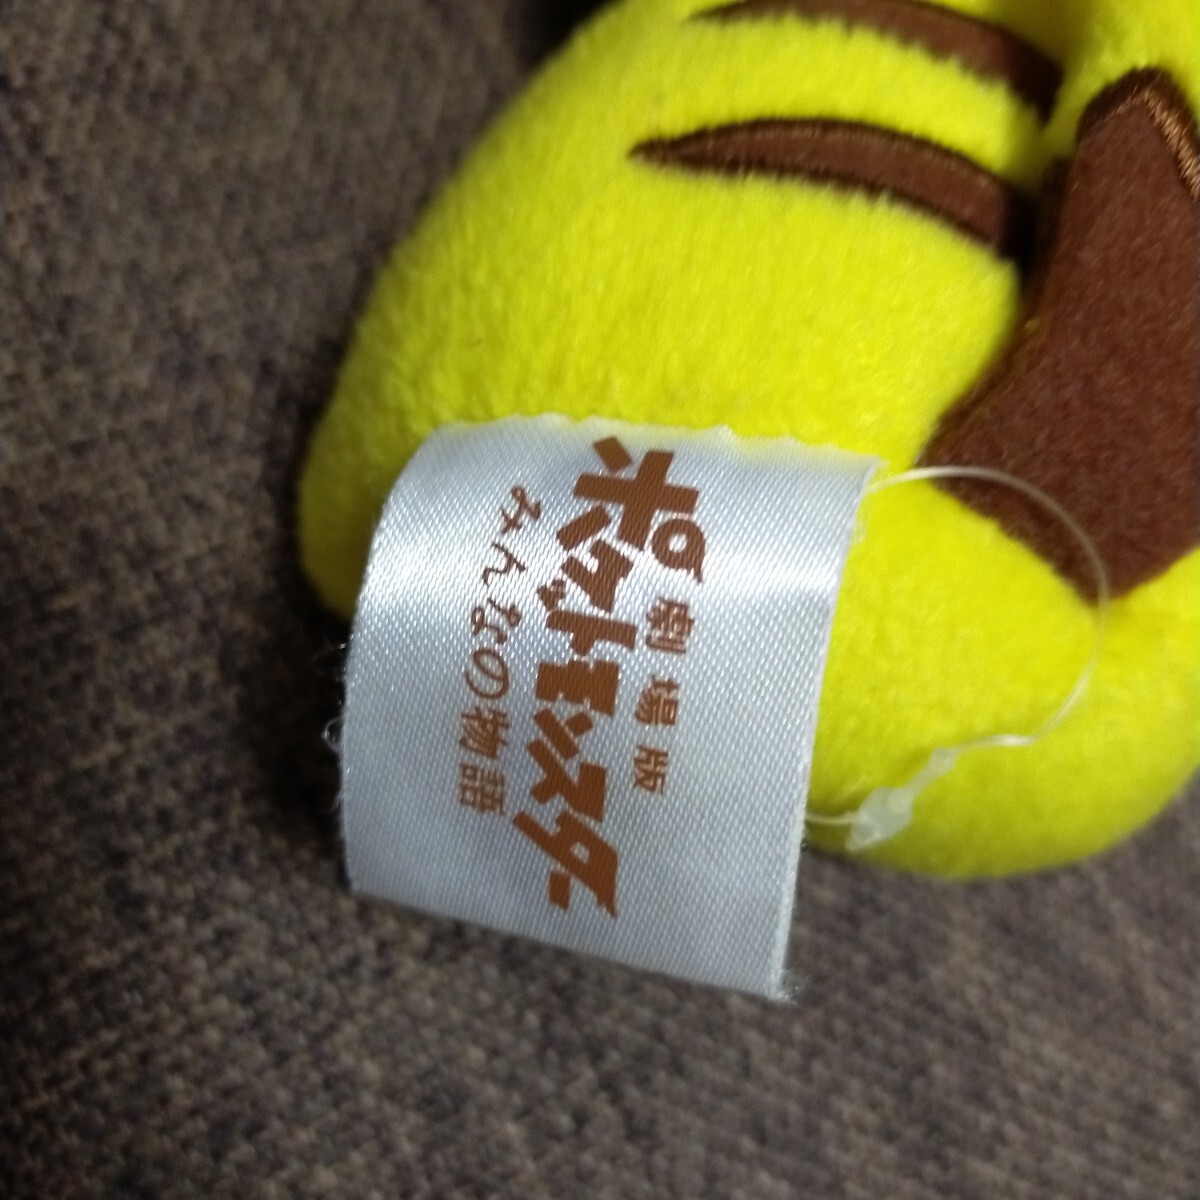 劇場版
ポケットモンスター
みんなの物語